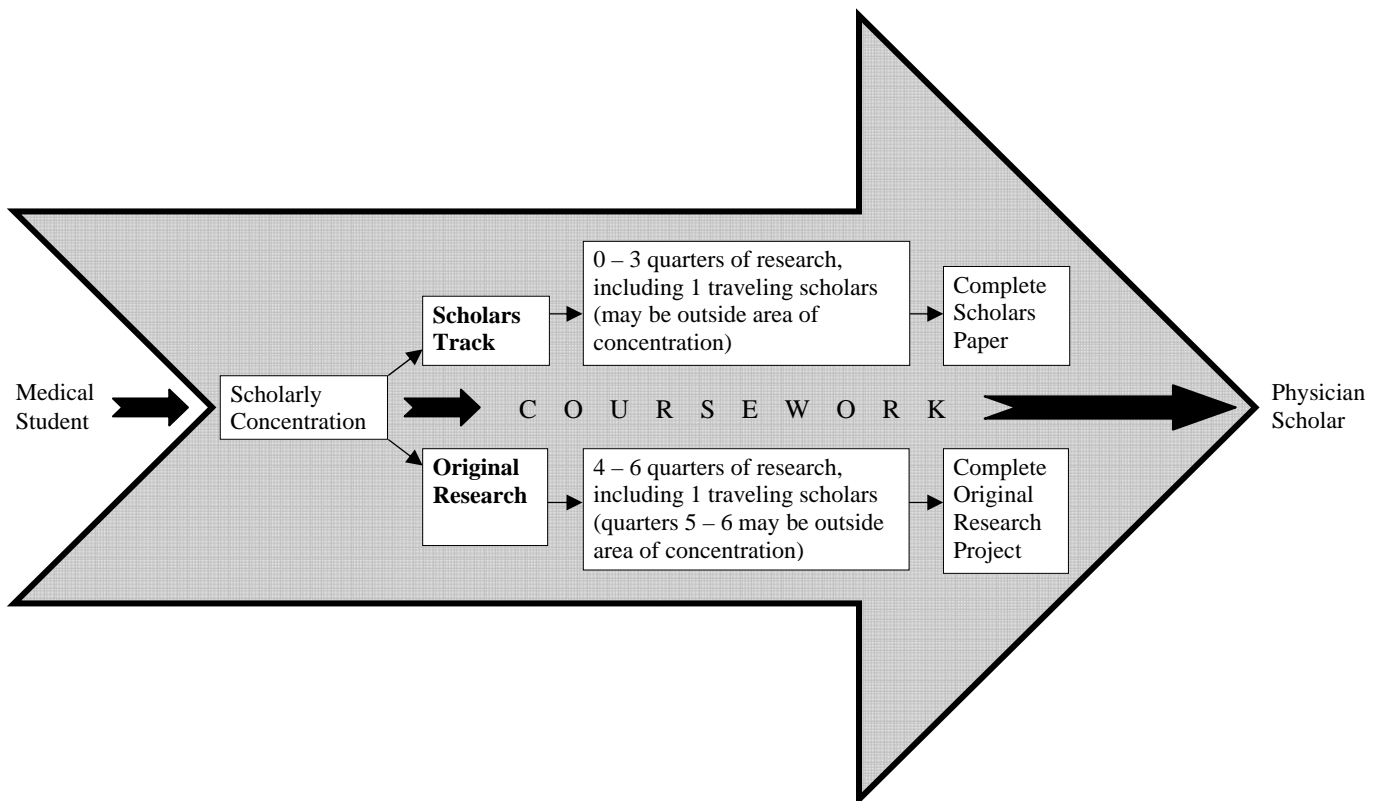 Medical
Student
Scholarly
Concentration
Scholars
Track
0 – 3 quarters of research,
including 1 traveling scholars
(may be outside area of
concentration)
Complete
Scholars
Paper
C O U R S E W O R K
Original
Research
4 – 6 quarters of research,
including 1 traveling scholars
(quarters 5 – 6 may be outside
area of concentration)
Complete
Original
Research
Project
Physician
Scholar